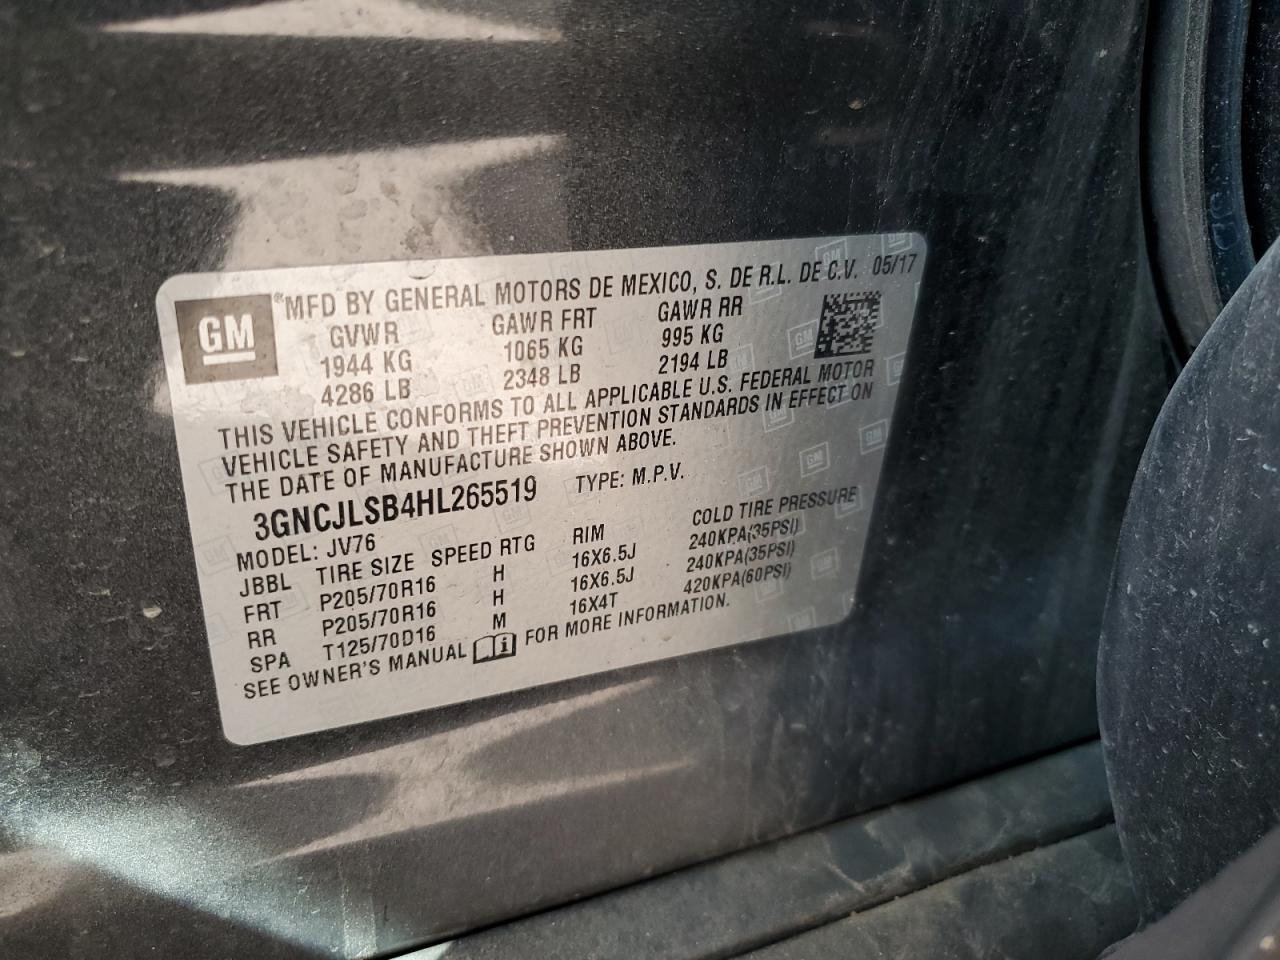 GM
®MFD BY GENERAL MOTORS DE MEXICO, S. DE R.L. DE C.V. 05/17
GVWR GAWR FRT GAWR RR
1944 KG 1065 KG 995 KG
4286 LB 2348 LB 2194 LB
THIS VEHICLE CONFORMS TO ALL APPLICABLE U.S. FEDERAL MOTOR
VEHICLE SAFETY AND THEFT PREVENTION STANDARDS IN EFFECT ON
THE DATE OF MANUFACTURE SHOWN ABOVE.
3GNCJLSB4HL265519 TYPE: M.P.V.
MODEL: JV76
JBBL TIRE SIZE SPEED RTG RIM COLD TIRE PRESSURE
FRT P205/70R16 H 16X6.5J 240KPA(35PSI)
RR P205/70R16 H 16X6.5J 240KPA(35PSI)
SPA T125/70D16 M 16X4T 420KPA(60PSI)
SEE OWNER'S MANUAL i FOR MORE INFORMATION.